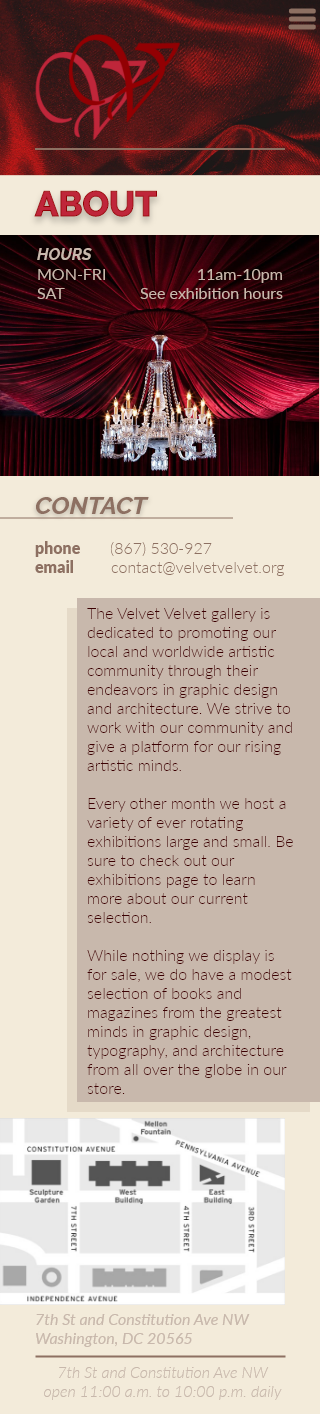 ABOUT
HOURS
MON-FRI 11am-10pm
SAT See exhibition hours
CONTACT
phone (867) 530-927
email contact@velvetvelvet.org
The Velvet Velvet gallery is
dedicated to promoting our
local and worldwide artistic
community through their
endeavors in graphic design
and architecture. We strive to
work with our community and
give a platform for our rising
artistic minds.
Every other month we host a
variety of ever rotating
exhibitions large and small. Be
sure to check out our
exhibitions page to learn
more about our current
selection.
While nothing we display is
for sale, we do have a modest
selection of books and
magazines from the greatest
minds in graphic design,
typography, and architecture
from all over the globe in our
store.
Mellon
Fountain
CONSTITUTION AVENUE
PENNSYLVANIA AVENUE
Sculpture
Garden
West
Building
East
Building
7TH STREET
4TH STREET
3RD STREET
INDEPENDENCE AVENUE
7th St and Constitution Ave NW
Washington, DC 20565
7th St and Constitution Ave NW
open 11:00 a.m. to 10:00 p.m. daily